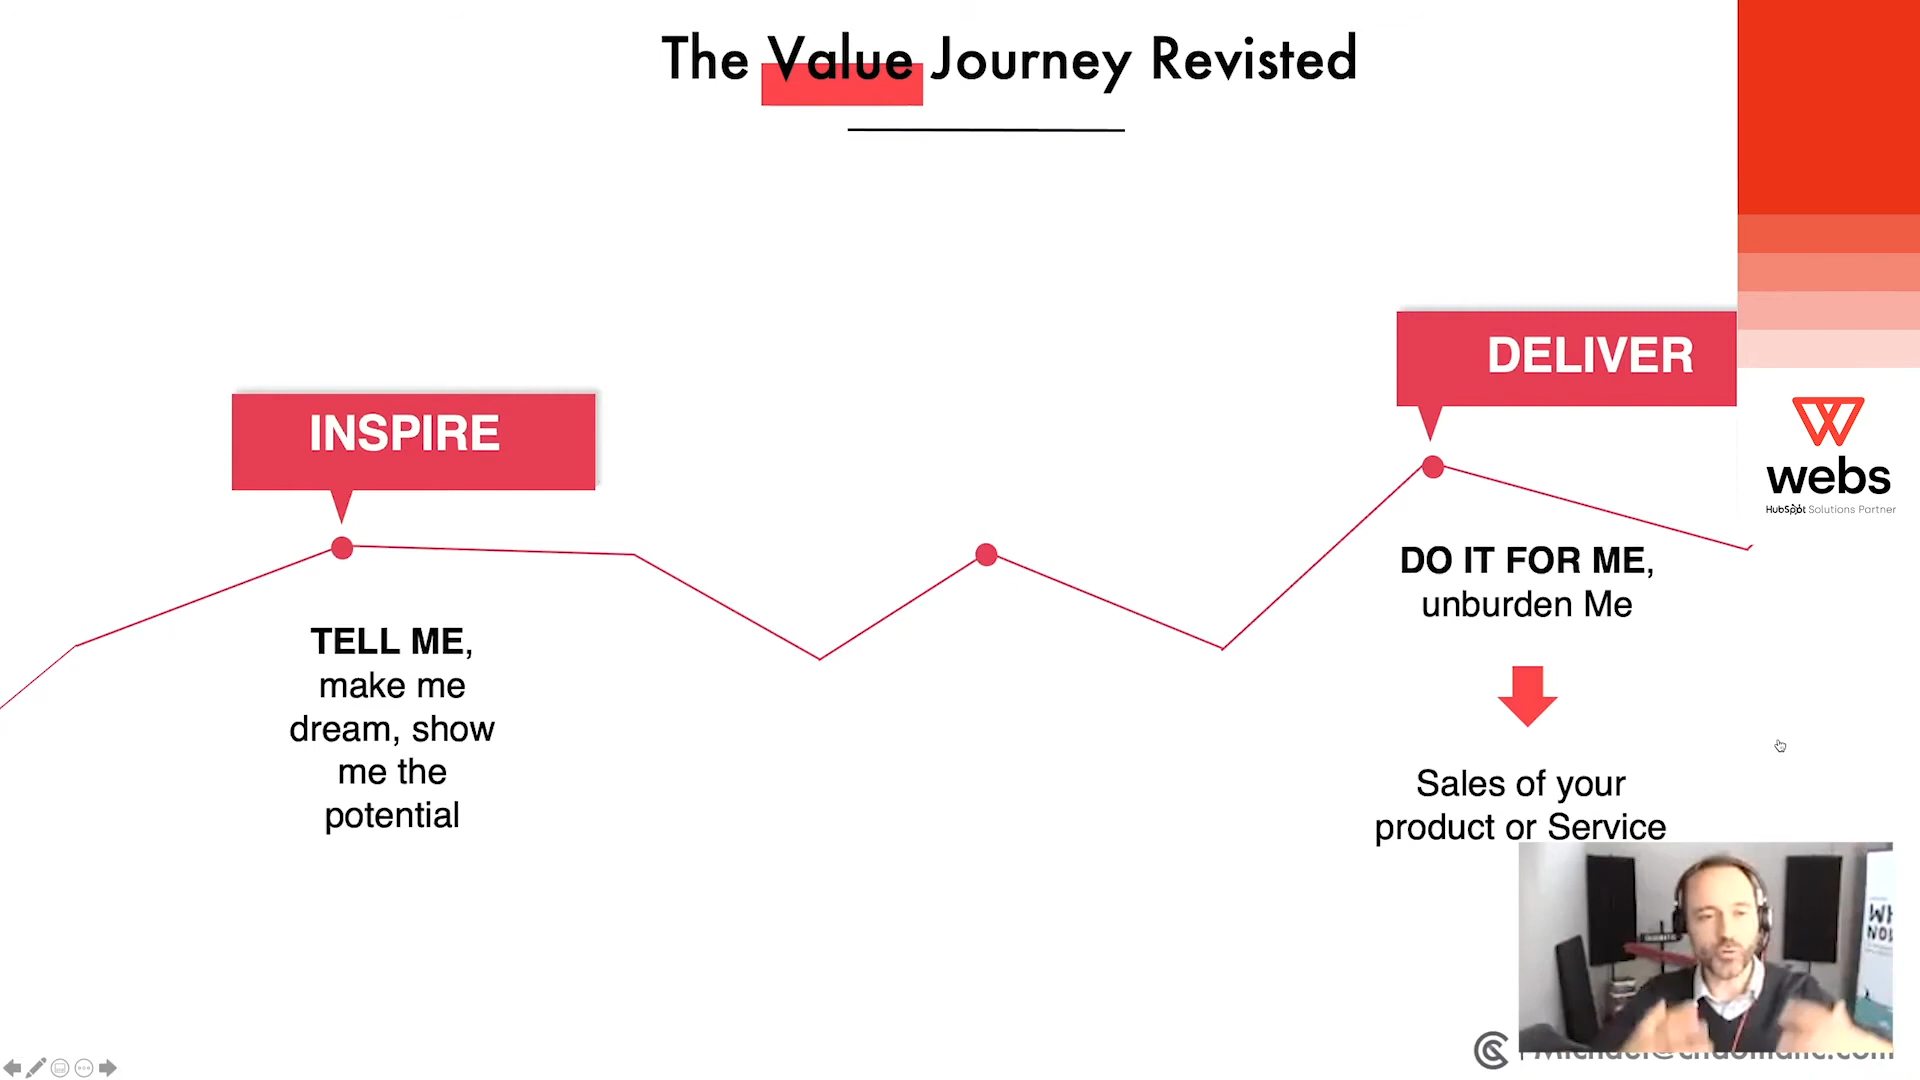 The Value Journey Revisted
INSPIRE
TELL ME,
make me
dream, show
me the
potential
DELIVER
DO IT FOR ME,
unburden Me
Sales of your
product or Service
webs
HubSpot Solutions Partner